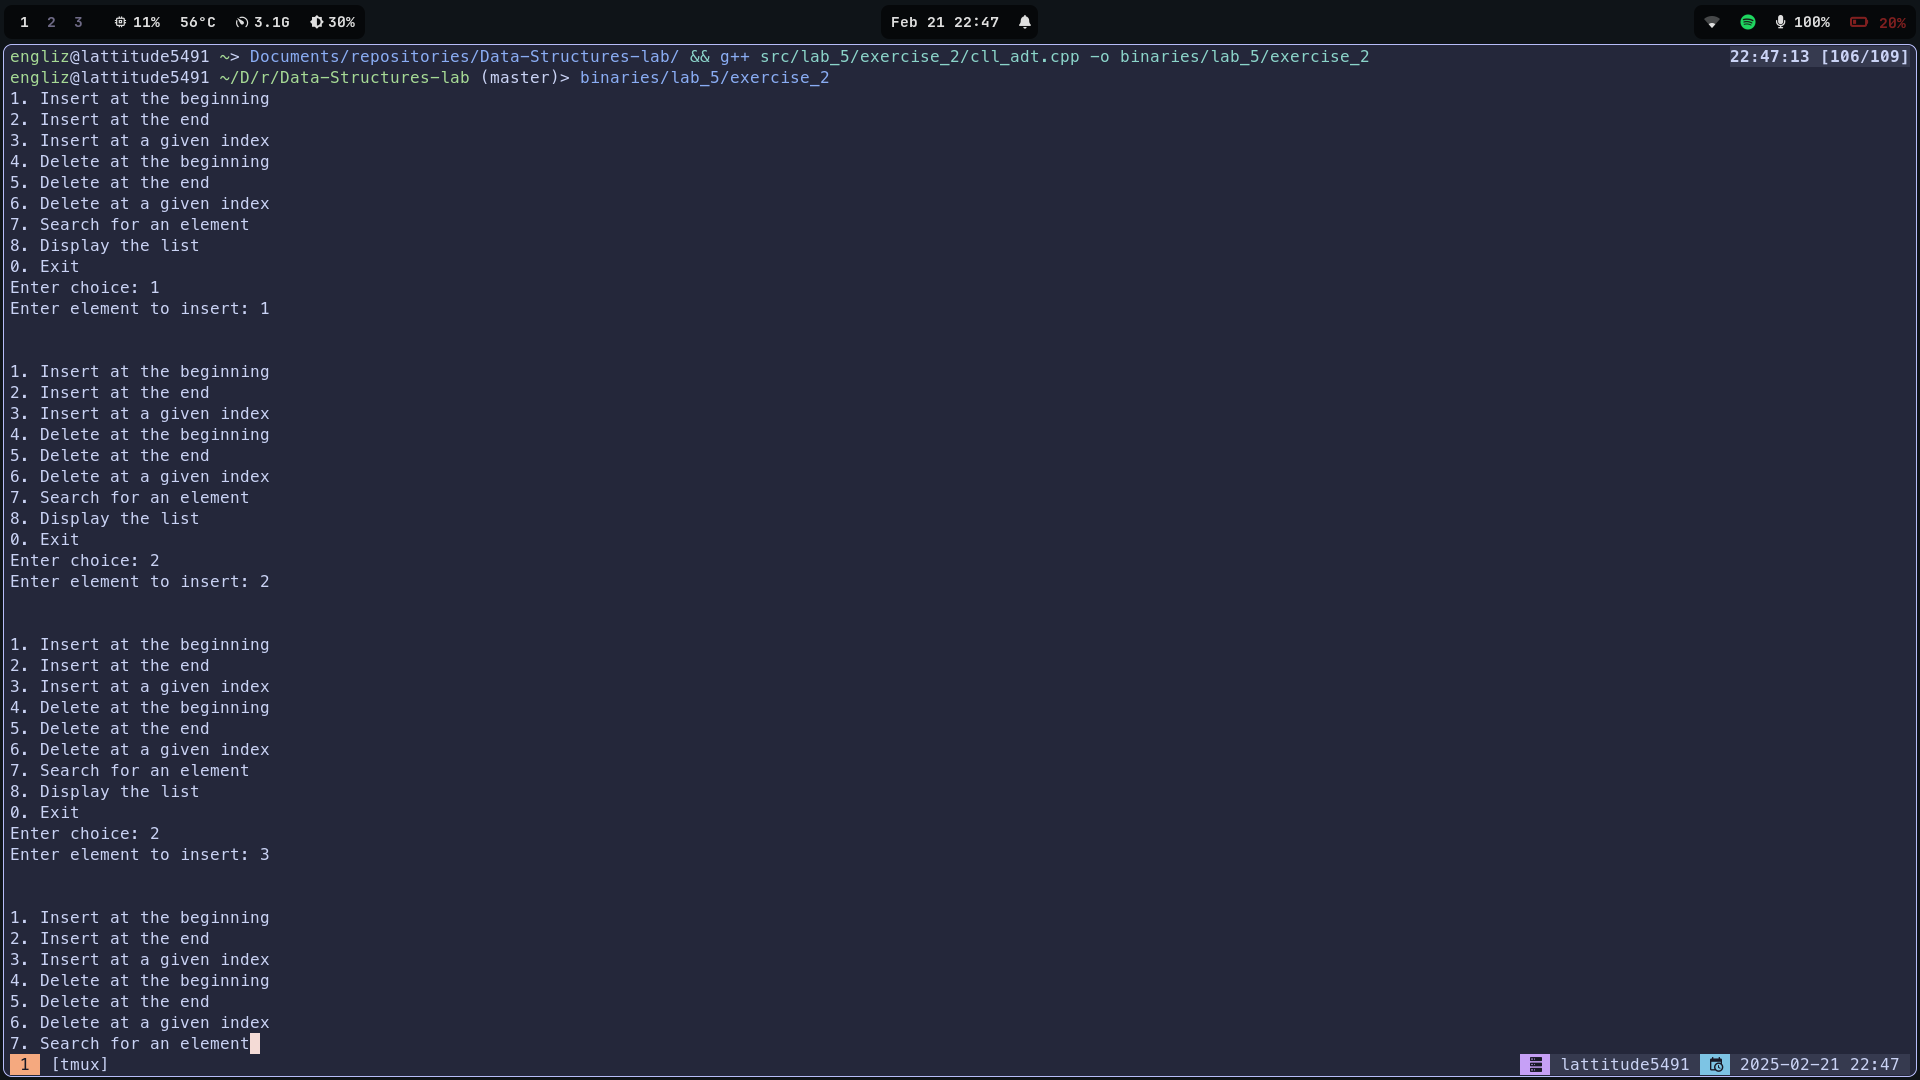 1 2 3 11% 56°C 3.1G 30% Feb 21 22:47 100% 20%
engliz@lattitude5491 ~> Documents/repositories/Data-Structures-lab/ && g++ src/lab_5/exercise_2/cll_adt.cpp -o binaries/lab_5/exercise_2 22:47:13 [106/109]
engliz@lattitude5491 ~/D/r/Data-Structures-lab (master)> binaries/lab_5/exercise_2
1. Insert at the beginning
2. Insert at the end
3. Insert at a given index
4. Delete at the beginning
5. Delete at the end
6. Delete at a given index
7. Search for an element
8. Display the list
0. Exit
Enter choice: 1
Enter element to insert: 1
1. Insert at the beginning
2. Insert at the end
3. Insert at a given index
4. Delete at the beginning
5. Delete at the end
6. Delete at a given index
7. Search for an element
8. Display the list
0. Exit
Enter choice: 2
Enter element to insert: 2
1. Insert at the beginning
2. Insert at the end
3. Insert at a given index
4. Delete at the beginning
5. Delete at the end
6. Delete at a given index
7. Search for an element
8. Display the list
0. Exit
Enter choice: 2
Enter element to insert: 3
1. Insert at the beginning
2. Insert at the end
3. Insert at a given index
4. Delete at the beginning
5. Delete at the end
6. Delete at a given index
7. Search for an element
1 [tmux] lattitude5491 2025-02-21 22:47